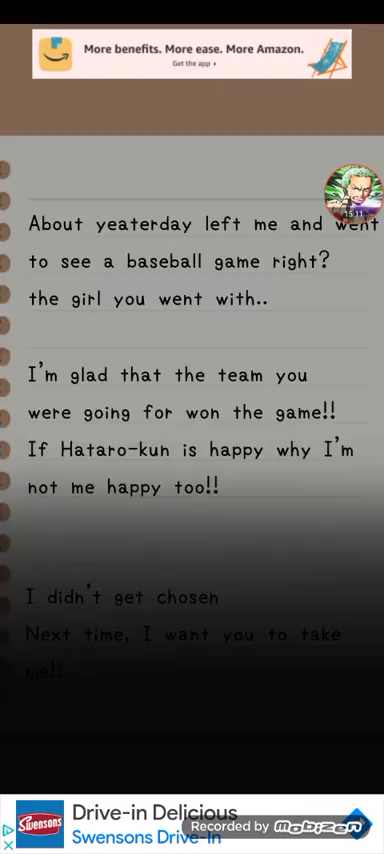 More benefits. More ease. More Amazon.
Get the app
15:11
About yeaterday left me and went
to see a baseball game right?
the girl you went with..
I'm glad that the team you
were going for won the game!!
If Hataro-kun is happy why I'm
not me happy too!!
I didn't get chosen
Next time, I want you to take
me!!
Drive-in Delicious
Swensons
Swensons Drive-In
Recorded by MOBIZEN